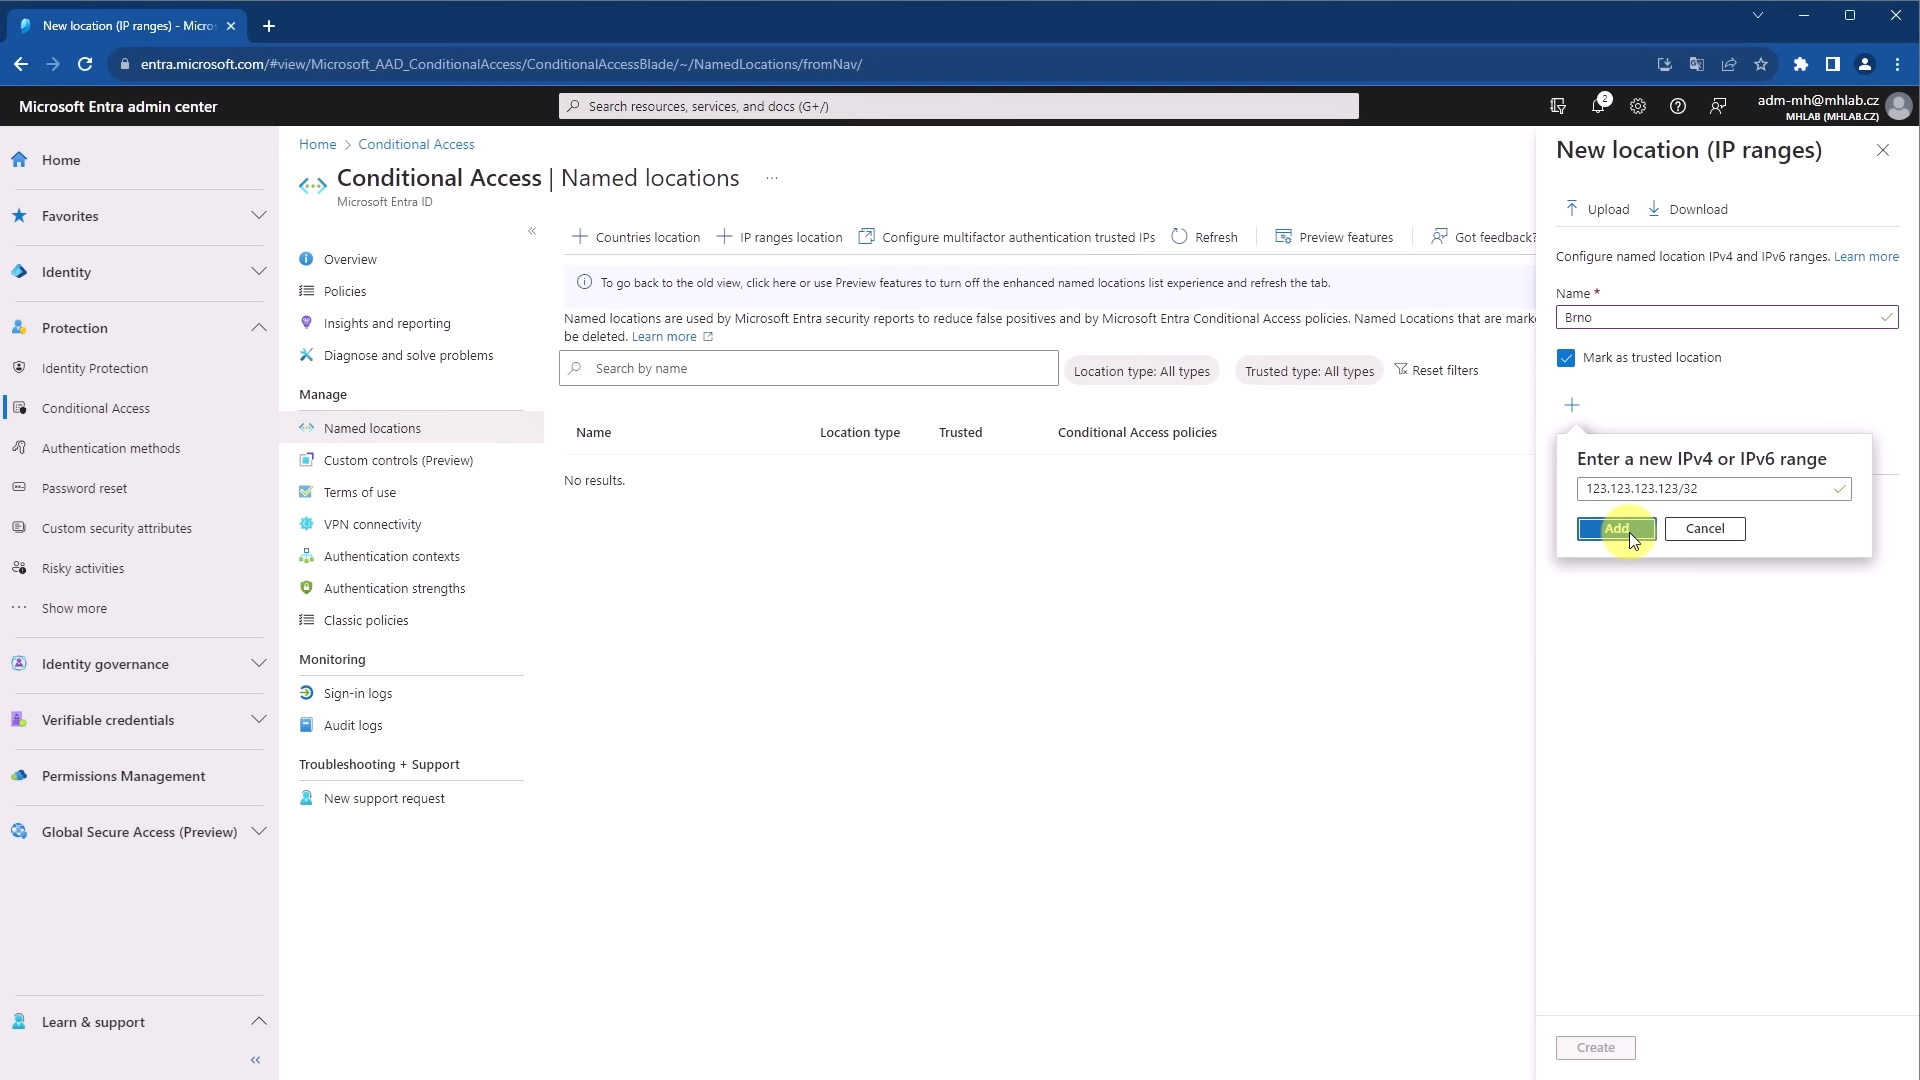 New location (IP ranges) - Micros
entra.microsoft.com/#view/Microsoft_AAD_ConditionalAccess/ConditionalAccessBlade/~/NamedLocations/fromNav/
Microsoft Entra admin center
Search resources, services, and docs (G+/)
2
adm-mh@mhlab.cz
MHLAB (MHLAB.CZ)
Home
Favorites
Identity
Protection
Identity Protection
Conditional Access
Authentication methods
Password reset
Custom security attributes
Risky activities
Show more
Identity governance
Verifiable credentials
Permissions Management
Global Secure Access (Preview)
Learn & support
Home > Conditional Access
Conditional Access | Named locations
Microsoft Entra ID
Overview
Policies
Insights and reporting
Diagnose and solve problems
Manage
Named locations
Custom controls (Preview)
Terms of use
VPN connectivity
Authentication contexts
Authentication strengths
Classic policies
Monitoring
Sign-in logs
Audit logs
Troubleshooting + Support
New support request
Countries location
IP ranges location
Configure multifactor authentication trusted IPs
Refresh
Preview features
Got feedback?
To go back to the old view, click here or use Preview features to turn off the enhanced named locations list experience and refresh the tab.
Named locations are used by Microsoft Entra security reports to reduce false positives and by Microsoft Entra Conditional Access policies. Named Locations that are marke
be deleted. Learn more
Search by name
Location type: All types
Trusted type: All types
Reset filters
Name
Location type
Trusted
Conditional Access policies
No results.
New location (IP ranges)
Upload
Download
Configure named location IPv4 and IPv6 ranges. Learn more
Name *
Brno
Mark as trusted location
Enter a new IPv4 or IPv6 range
123.123.123.123/32
Add
Cancel
Create